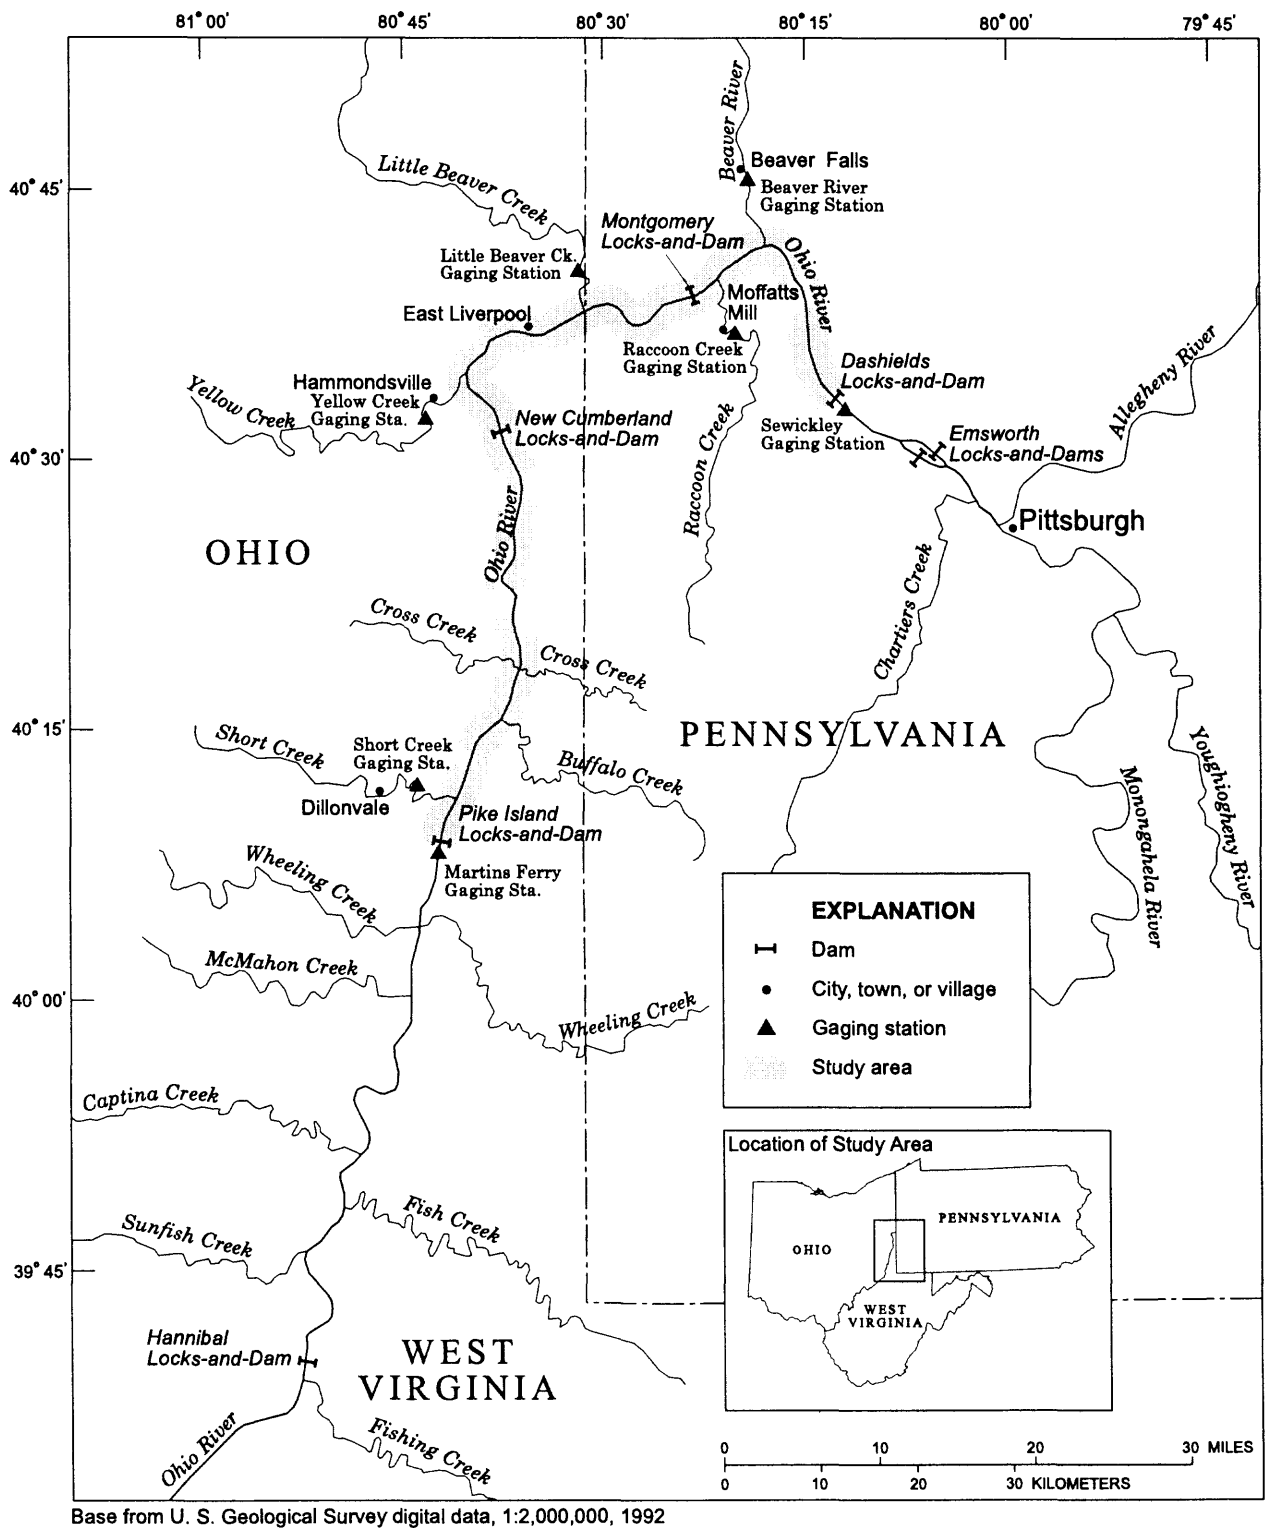 81° 00'
80° 45'
80° 30'
80° 15'
80° 00'
79° 45'
Beaver River
Beaver Falls
Beaver River
Gaging Station
40° 45'
Little Beaver Creek
Montgomery
Locks-and-Dam
Ohio River
Little Beaver Ck.
Gaging Station
East Liverpool
Moffatts
Mill
Raccoon Creek
Gaging Station
Dashields
Locks-and-Dam
Allegheny River
Hammondsville
Yellow Creek
Gaging Sta.
Yellow Creek
New Cumberland
Locks-and-Dam
Sewickley
Gaging Station
Emsworth
Locks-and-Dams
40° 30'
Raccoon Creek
Pittsburgh
Ohio River
OHIO
Chartiers Creek
Cross Creek
Cross Creek
40° 15'
PENNSYLVANIA
Short Creek
Short Creek
Gaging Sta.
Buffalo Creek
Youghiogheny River
Monongahela River
Dillonvale
Pike Island
Locks-and-Dam
Martins Ferry
Gaging Sta.
Wheeling Creek
McMahon Creek
40° 00'
Wheeling Creek
EXPLANATION
Dam
City, town, or village
Gaging station
Study area
Captina Creek
Location of Study Area
PENNSYLVANIA
OHIO
WEST
VIRGINIA
Fish Creek
Sunfish Creek
39° 45'
Hannibal
Locks-and-Dam
WEST
VIRGINIA
Ohio River
Fishing Creek
0 10 20 30 MILES
0 10 20 30 KILOMETERS
Base from U. S. Geological Survey digital data, 1:2,000,000, 1992